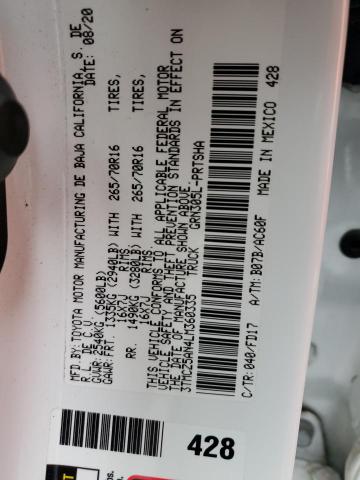 MFD.BY: TOYOTA MOTOR MANUFACTURING DE BAJA CALIFORNIA, S. DE
R.L. DE C.V. DATE: 08/20
GVWR: 2540KG (5600LB)
GAWR: FRT. 1335KG (2940LB) WITH 265/70R16 TIRES,
16X7J RIMS,
RR. 1490KG (3280LB) WITH 265/70R16 TIRES,
16X7J RIMS,
THIS VEHICLE CONFORMS TO ALL APPLICABLE FEDERAL MOTOR
VEHICLE SAFETY AND THEFT PREVENTION STANDARDS IN EFFECT ON
THE DATE OF MANUFACTURE SHOWN ABOVE.
3TMCZ5AN4LM360335 TRUCK GRN305L-PRTSHA
C/TR: 040/FD17 A/TM: B07B/AC60F MADE IN MEXICO 428
428